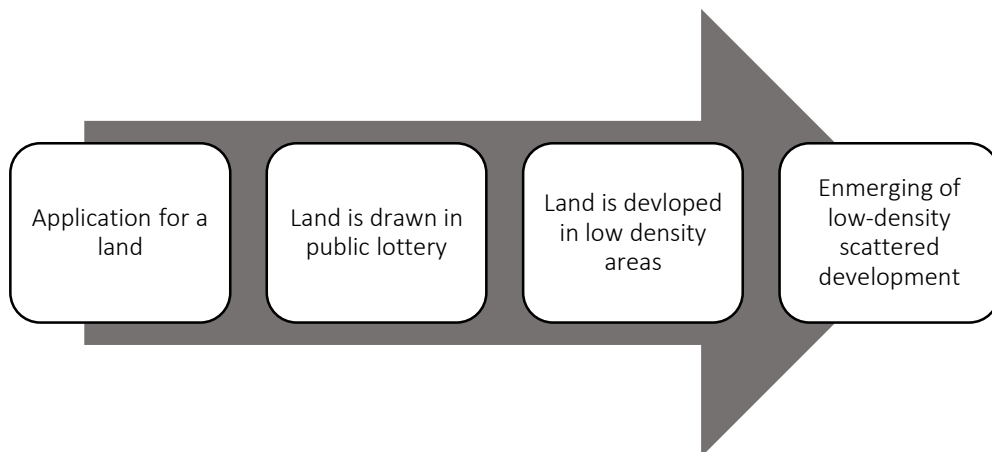 Application for a
land
Land is drawn in
public lottery
Land is devloped
in low density
areas
Enmerging of
low-density
scattered
development